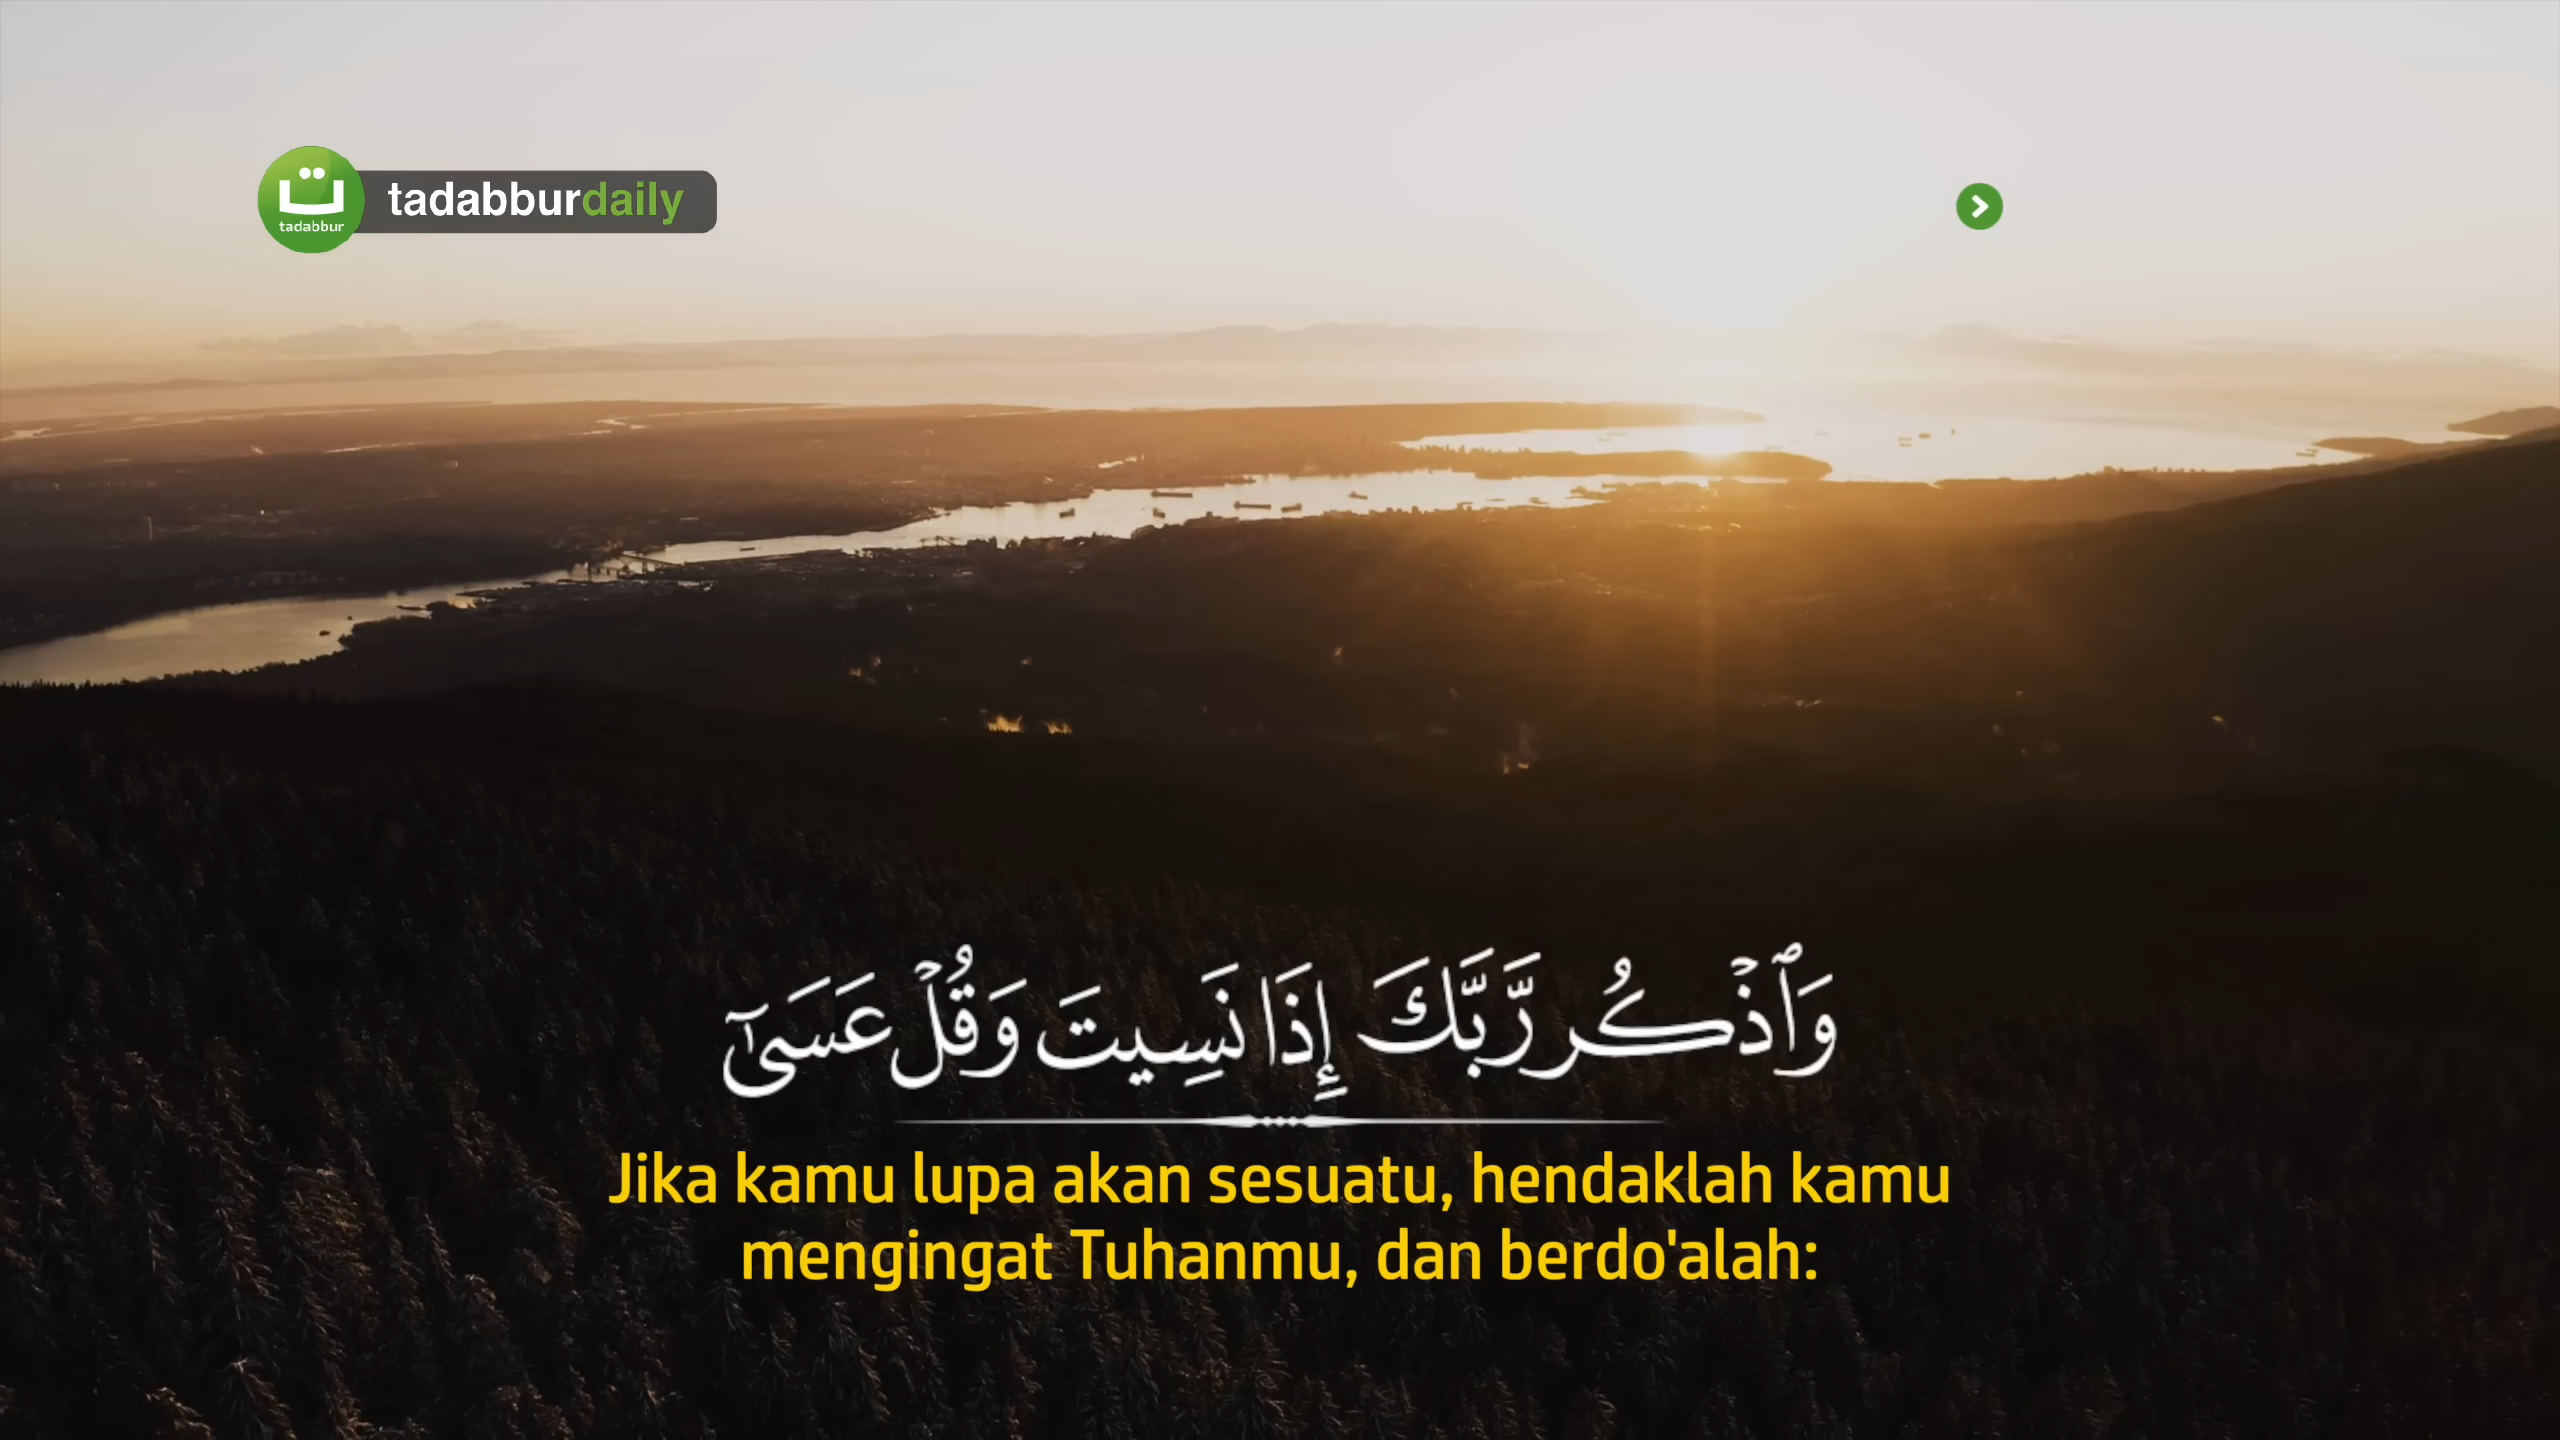 ت
tadabbur
tadabburdaily
وَٱذْكُر رَّبَّكَ إِذَا نَسِيتَ وَقُلْ عَسَىٰٓ
Jika kamu lupa akan sesuatu, hendaklah kamu
mengingat Tuhanmu, dan berdo'alah: